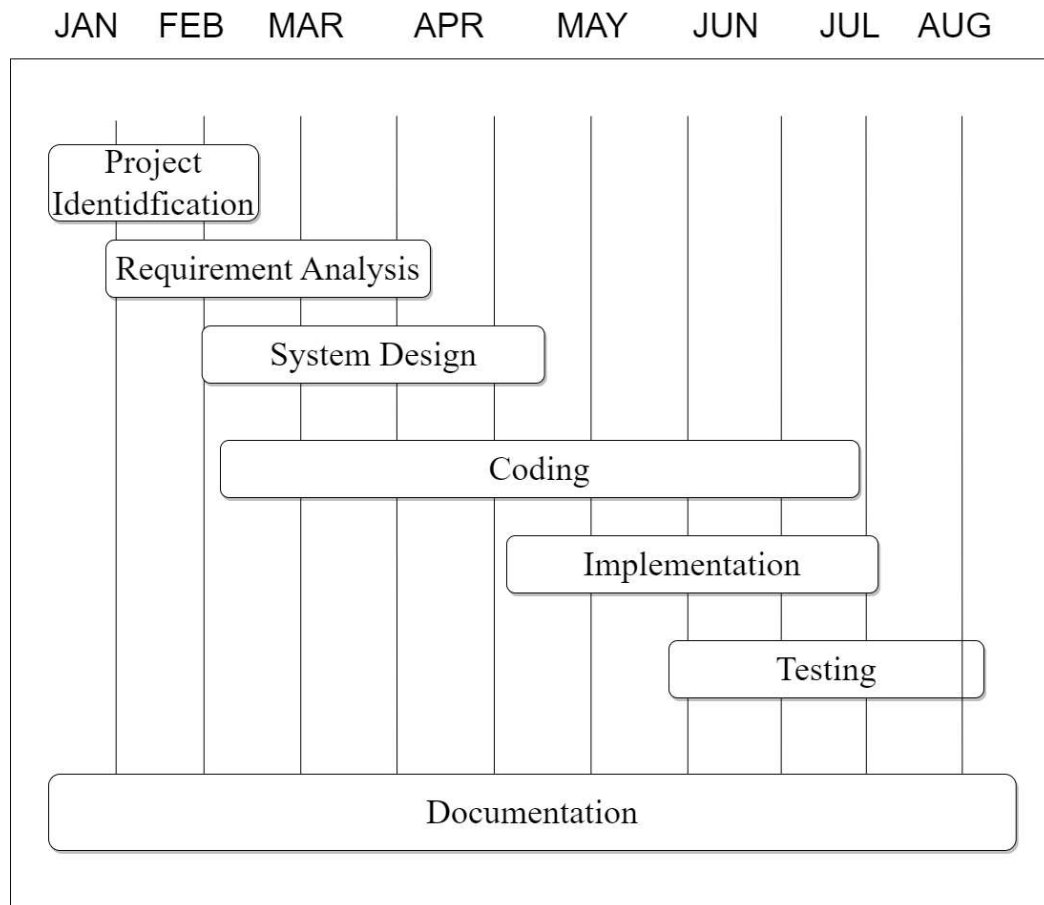 JAN FEB MAR APR MAY JUN JUL AUG
Project
Identidfication
Requirement Analysis
System Design
Coding
Implementation
Testing
Documentation